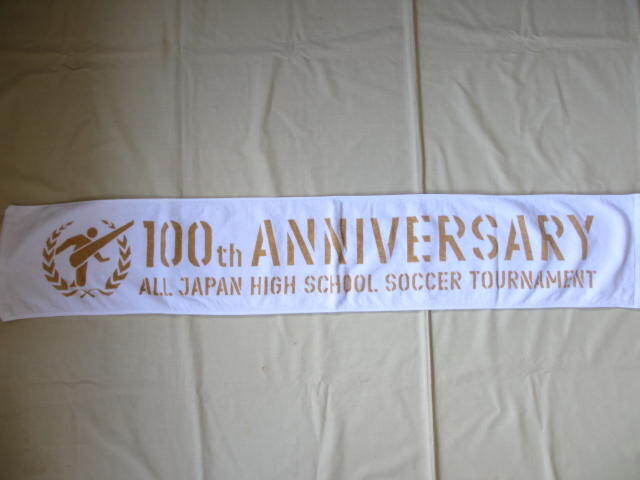 100th ANNIVERSARY
ALL JAPAN HIGH SCHOOL SOCCER TOURNAMENT